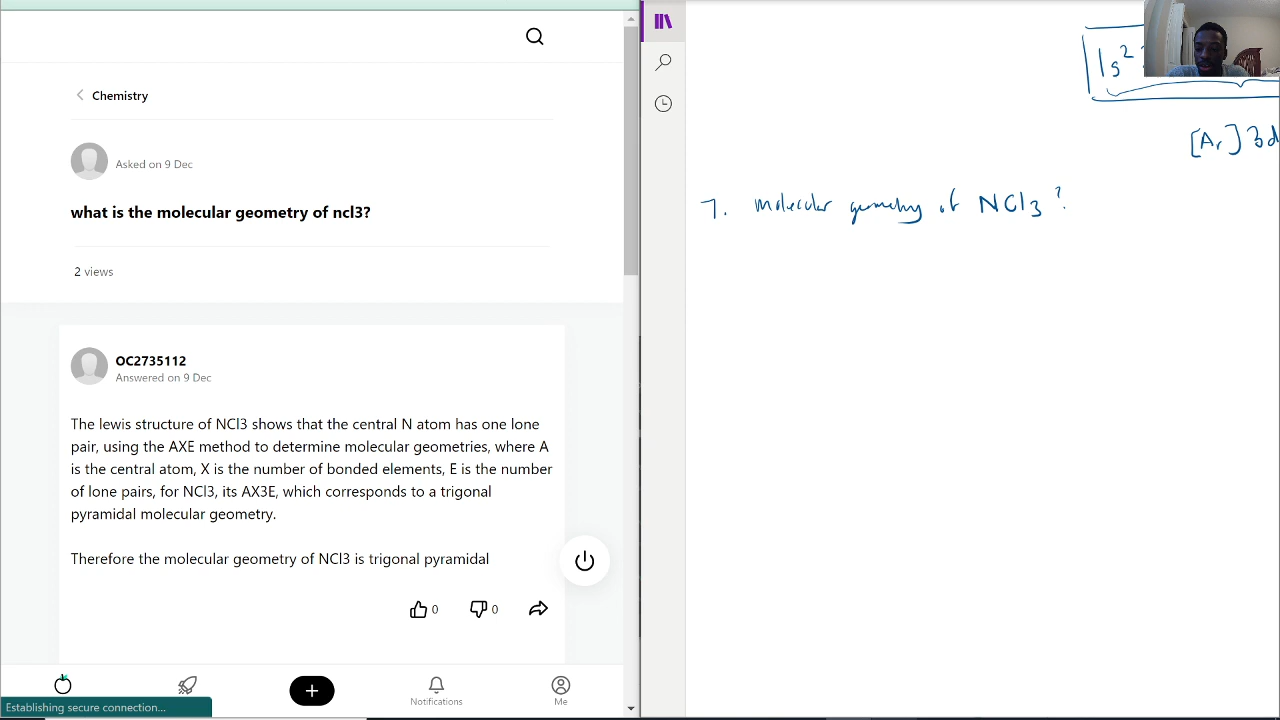 Chemistry
Asked on 9 Dec
what is the molecular geometry of ncl3?
2 views
OC2735112
Answered on 9 Dec
The lewis structure of NCl3 shows that the central N atom has one lone
pair, using the AXE method to determine molecular geometries, where A
is the central atom, X is the number of bonded elements, E is the number
of lone pairs, for NCl3, its AX3E, which corresponds to a trigonal
pyramidal molecular geometry.
Therefore the molecular geometry of NCl3 is trigonal pyramidal
0
0
Notifications
Me
Establishing secure connection...
1s²
[Ar] 3d
7. molecular geometry of NCl3?